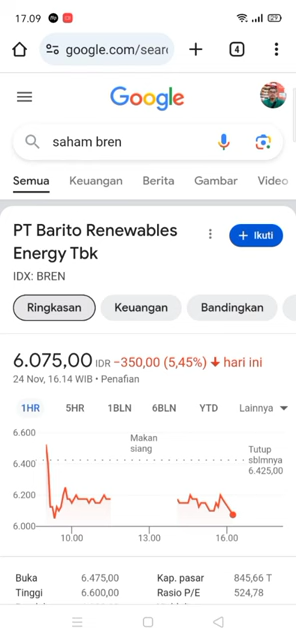 17.09
google.com/searc
4
Google
saham bren
Semua Keuangan Berita Gambar Video
PT Barito Renewables
Energy Tbk
+ Ikuti
IDX: BREN
Ringkasan Keuangan Bandingkan
6.075,00 IDR −350,00 (5,45%) ↓ hari ini
24 Nov, 16.14 WIB • Penafian
1HR 5HR 1BLN 6BLN YTD Lainnya
6.600
Makan
siang
6.400
Tutup
sblmnya
6.425,00
6.200
6.000
10.00 13.00 16.00
Buka 6.475,00 Kap. pasar 845,66 T
Tinggi 6.600,00 Rasio P/E 524,78